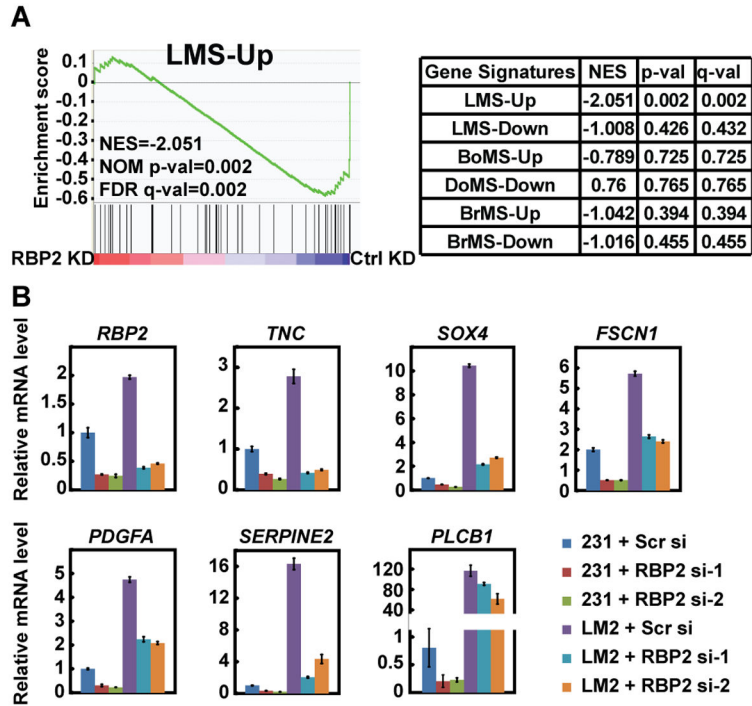 A
LMS-Up
Enrichment score
0.1
0
-0.1
-0.2
-0.3
-0.4
-0.5
-0.6
NES=-2.051
NOM p-val=0.002
FDR q-val=0.002
RBP2 KD Ctrl KD
Gene Signatures NES p-val q-val
LMS-Up -2.051 0.002 0.002
LMS-Down -1.008 0.426 0.432
BoMS-Up -0.789 0.725 0.725
DoMS-Down 0.76 0.765 0.765
BrMS-Up -1.042 0.394 0.394
BrMS-Down -1.016 0.455 0.455
B
Relative mRNA level
RBP2
2
1.5
1
0.5
0
TNC
3
2
1
0
SOX4
10
8
6
4
2
0
FSCN1
6
5
4
3
2
1
0
Relative mRNA level
PDGFA
5
4
3
2
1
0
SERPINE2
16
12
8
4
0
PLCB1
120
80
40
1
0.5
0
231 + Scr si
231 + RBP2 si-1
231 + RBP2 si-2
LM2 + Scr si
LM2 + RBP2 si-1
LM2 + RBP2 si-2